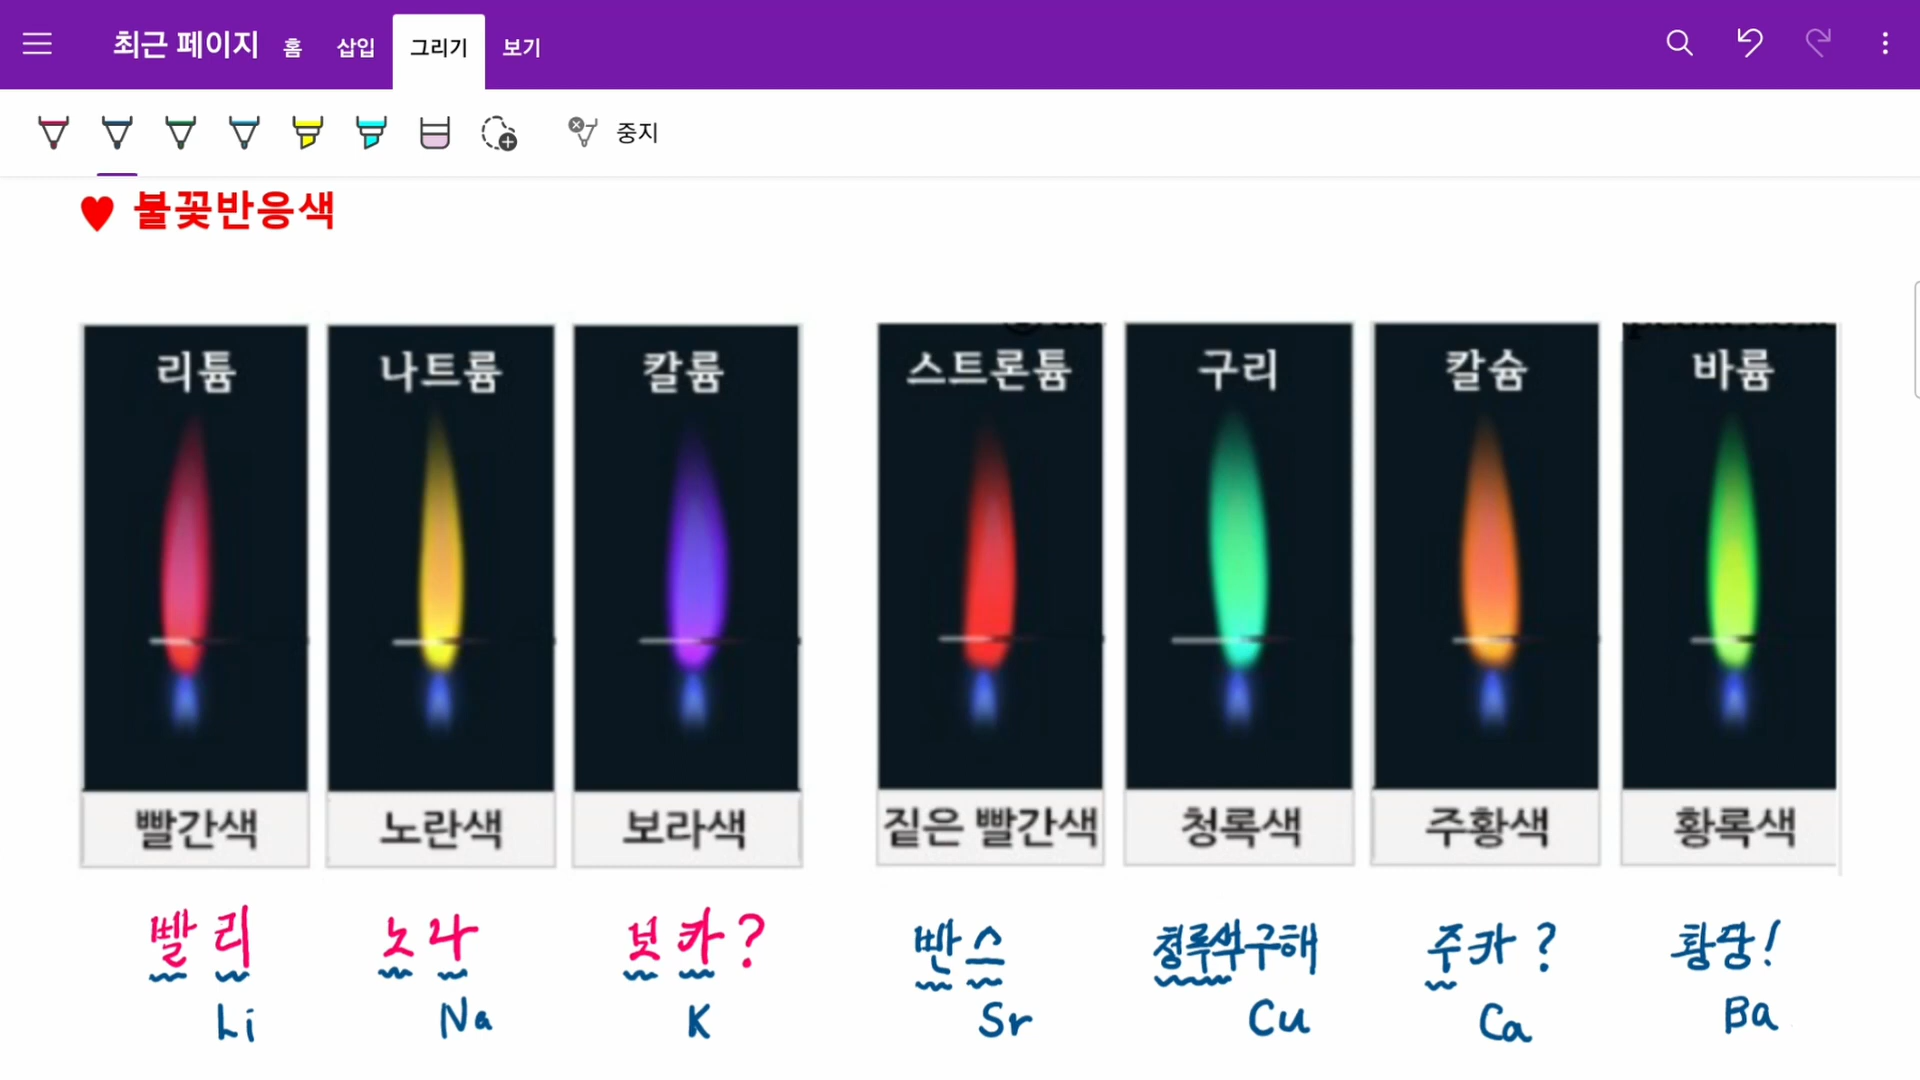 최근 페이지 홈 삽입 그리기 보기
중지
♥ 불꽃반응색
리튬 나트륨 칼륨 스트론튬 구리 칼슘 바륨
빨간색 노란색 보라색 짙은 빨간색 청록색 주황색 황록색
빨리 노나 보카? 빤스 청록색구해 주카? 황당!
Li Na K Sr Cu Ca Ba